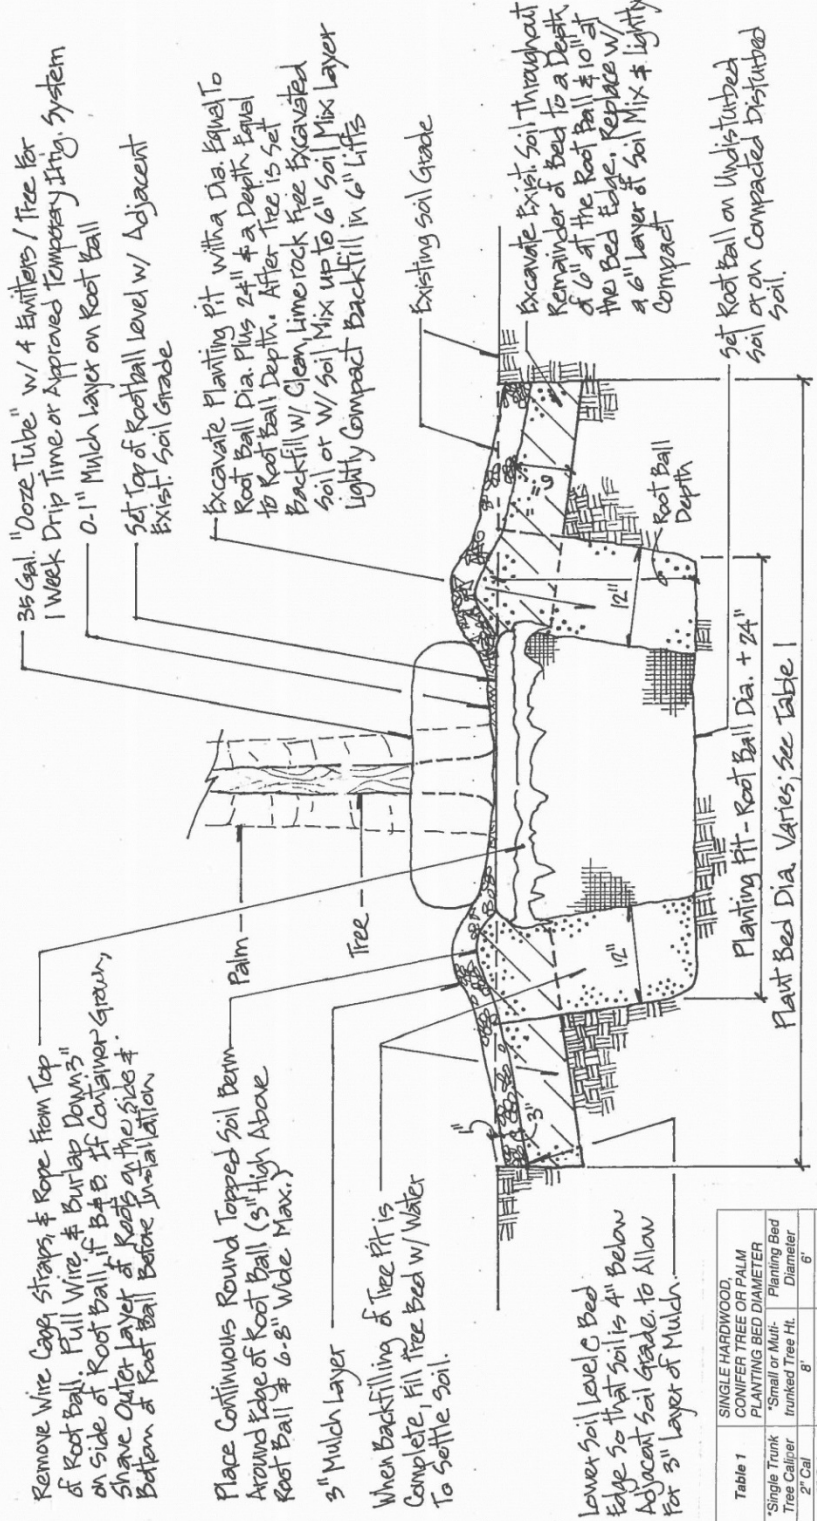 Remove Wire Cage, Straps, & Rope From Top
of Root Ball. Pull Wire & Burlap Down 3"
on Side of Root Ball, if B&B. If Container Grown,
Shave Outer Layer of Roots of the Side &
Bottom of Root Ball Before Installation.
Palm
Place Continuous Round Topped Soil Berm
Around Edge of Root Ball (3" High Above
Root Ball & 6-8" Wide Max.)
Tree
3" Mulch Layer
When Backfilling of Tree Pit is
Complete, Fill Tree Bed w/ Water
To Settle Soil.
Lower Soil Level @ Bed
Edge So that Soil is 4" Below
Adjacent Soil Grade. to Allow
For 3" Layer of Mulch.
35 Gal. "Ooze Tube" w/ 4 Emitters / Tree For
1 Week Drip Time or Approved Temporary Irrig. System
0-1" Mulch Layer on Root Ball
Set Top of Rootball Level w/ Adjacent
Exist. Soil Grade
Excavate Planting Pit with a Dia. Equal To
Root Ball Dia. Plus 24" & a Depth Equal
to Root Ball Depth. After Tree is Set
Backfill w/ Clean, Limerock Free Excavated
Soil or W/ Soil Mix up to 6" Soil Mix Layer
Lightly Compact Backfill in 6" Lifts
Existing Soil Grade
Excavate Exist. Soil Throughout
Remainder of Bed to a Depth
of 6" at the Root Ball & 10" at
the Bed Edge. Replace w/
a 6" Layer of Soil Mix & Lightly
Compact
Set Root Ball on Undisturbed
Soil or on Compacted Disturbed
Soil.
3"
6"
12"
12"
Root Ball
Depth
Planting Pit - Root Ball Dia. + 24"
Plant Bed Dia. Varies; See Table 1
Table 1
SINGLE HARDWOOD,
CONIFER TREE OR PALM
PLANTING BED DIAMETER
*Single Trunk
Tree Caliper
*Small or Muti-
trunked Tree Ht.
Planting Bed
Diameter
2" Cal
8'
6'